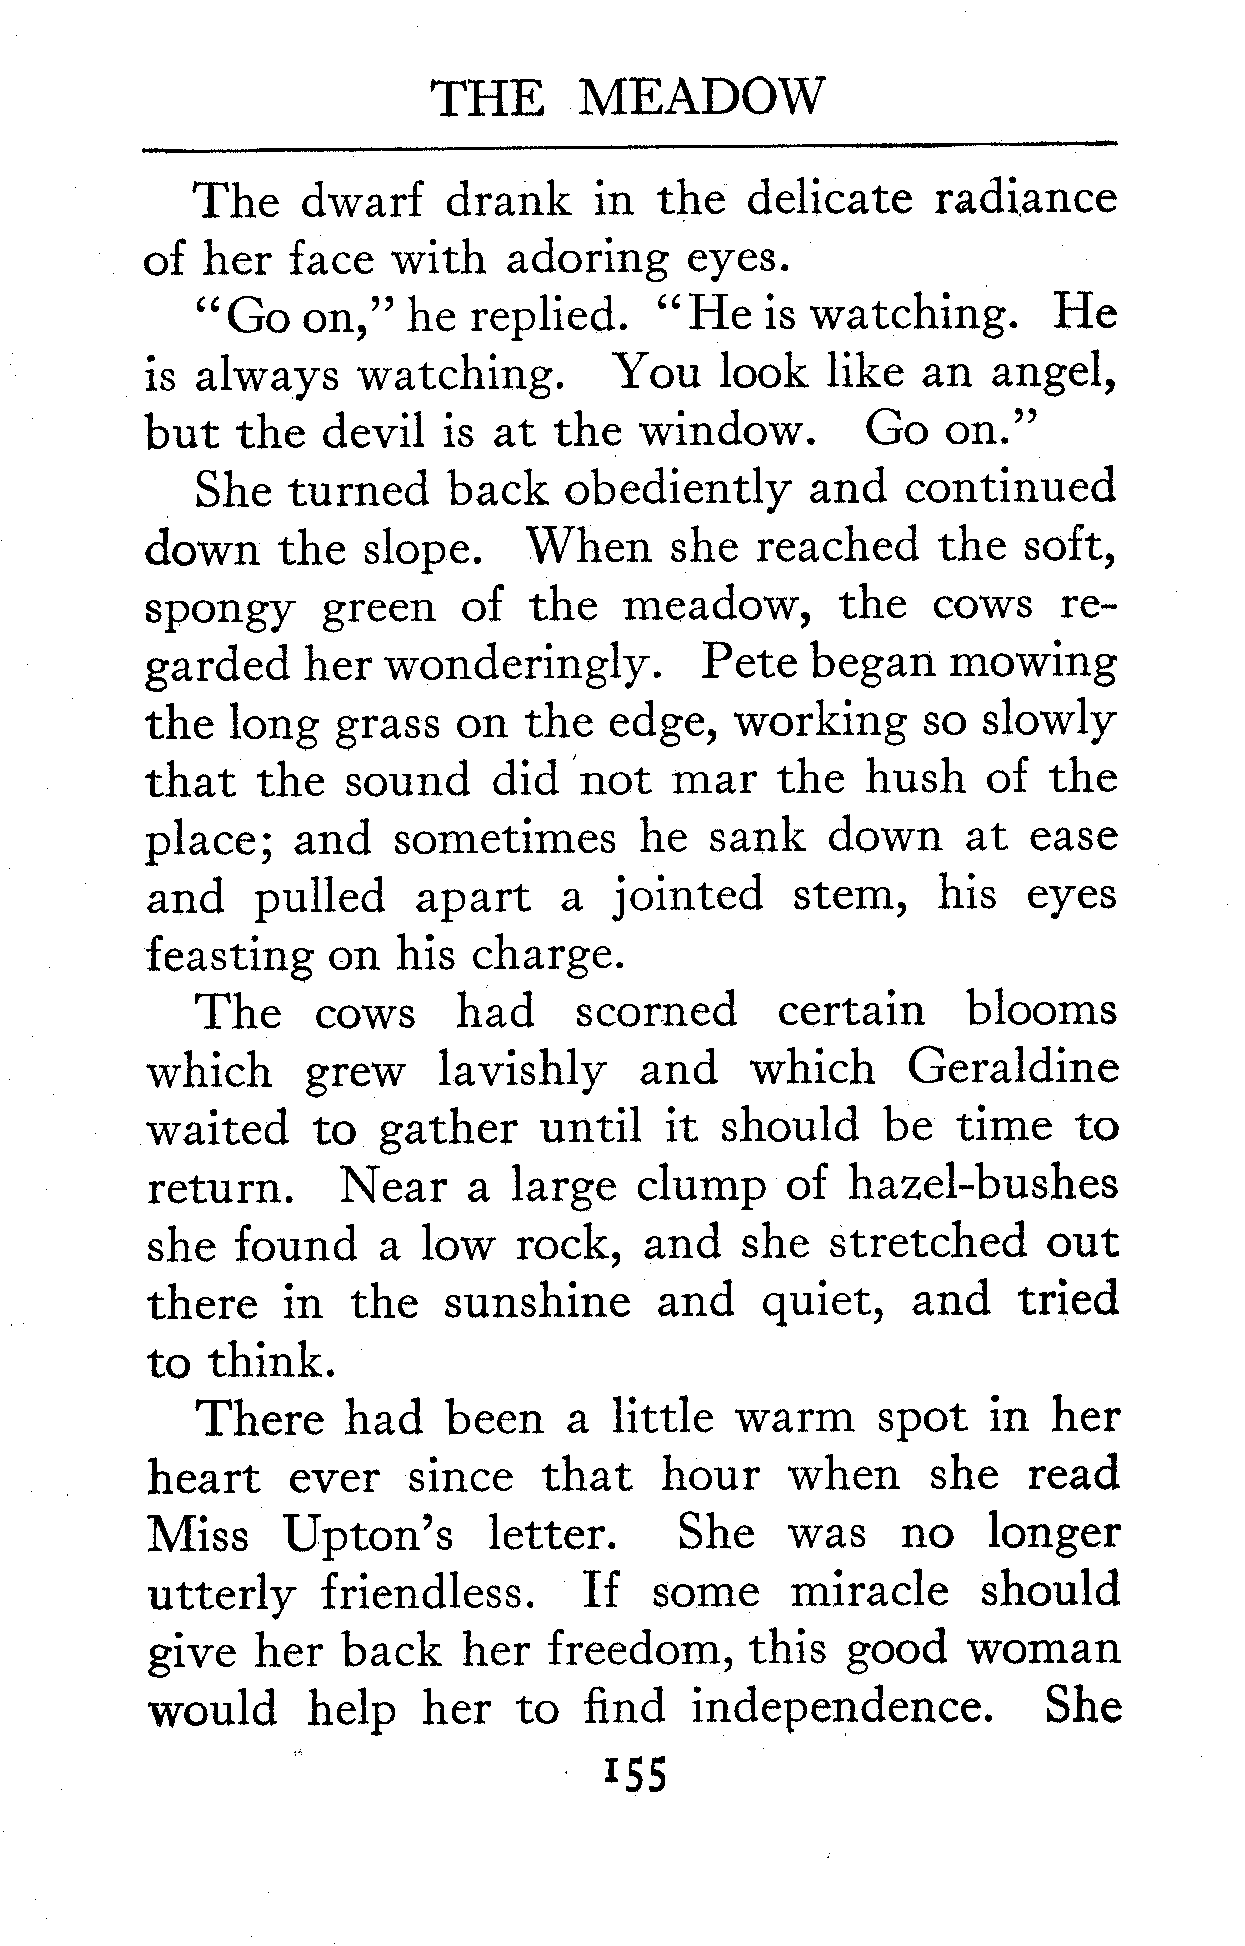 THE MEADOW
The dwarf drank in the delicate radiance
of her face with adoring eyes.
“Go on,” he replied. “He is watching. He
is always watching. You look like an angel,
but the devil is at the window. Go on.”
She turned back obediently and continued
down the slope. When she reached the soft,
spongy green of the meadow, the cows re-
garded her wonderingly. Pete began mowing
the long grass on the edge, working so slowly
that the sound did not mar the hush of the
place; and sometimes he sank down at ease
and pulled apart a jointed stem, his eyes
feasting on his charge.
The cows had scorned certain blooms
which grew lavishly and which Geraldine
waited to gather until it should be time to
return. Near a large clump of hazel-bushes
she found a low rock, and she stretched out
there in the sunshine and quiet, and tried
to think.
There had been a little warm spot in her
heart ever since that hour when she read
Miss Upton’s letter. She was no longer
utterly friendless. If some miracle should
give her back her freedom, this good woman
would help her to find independence. She
155